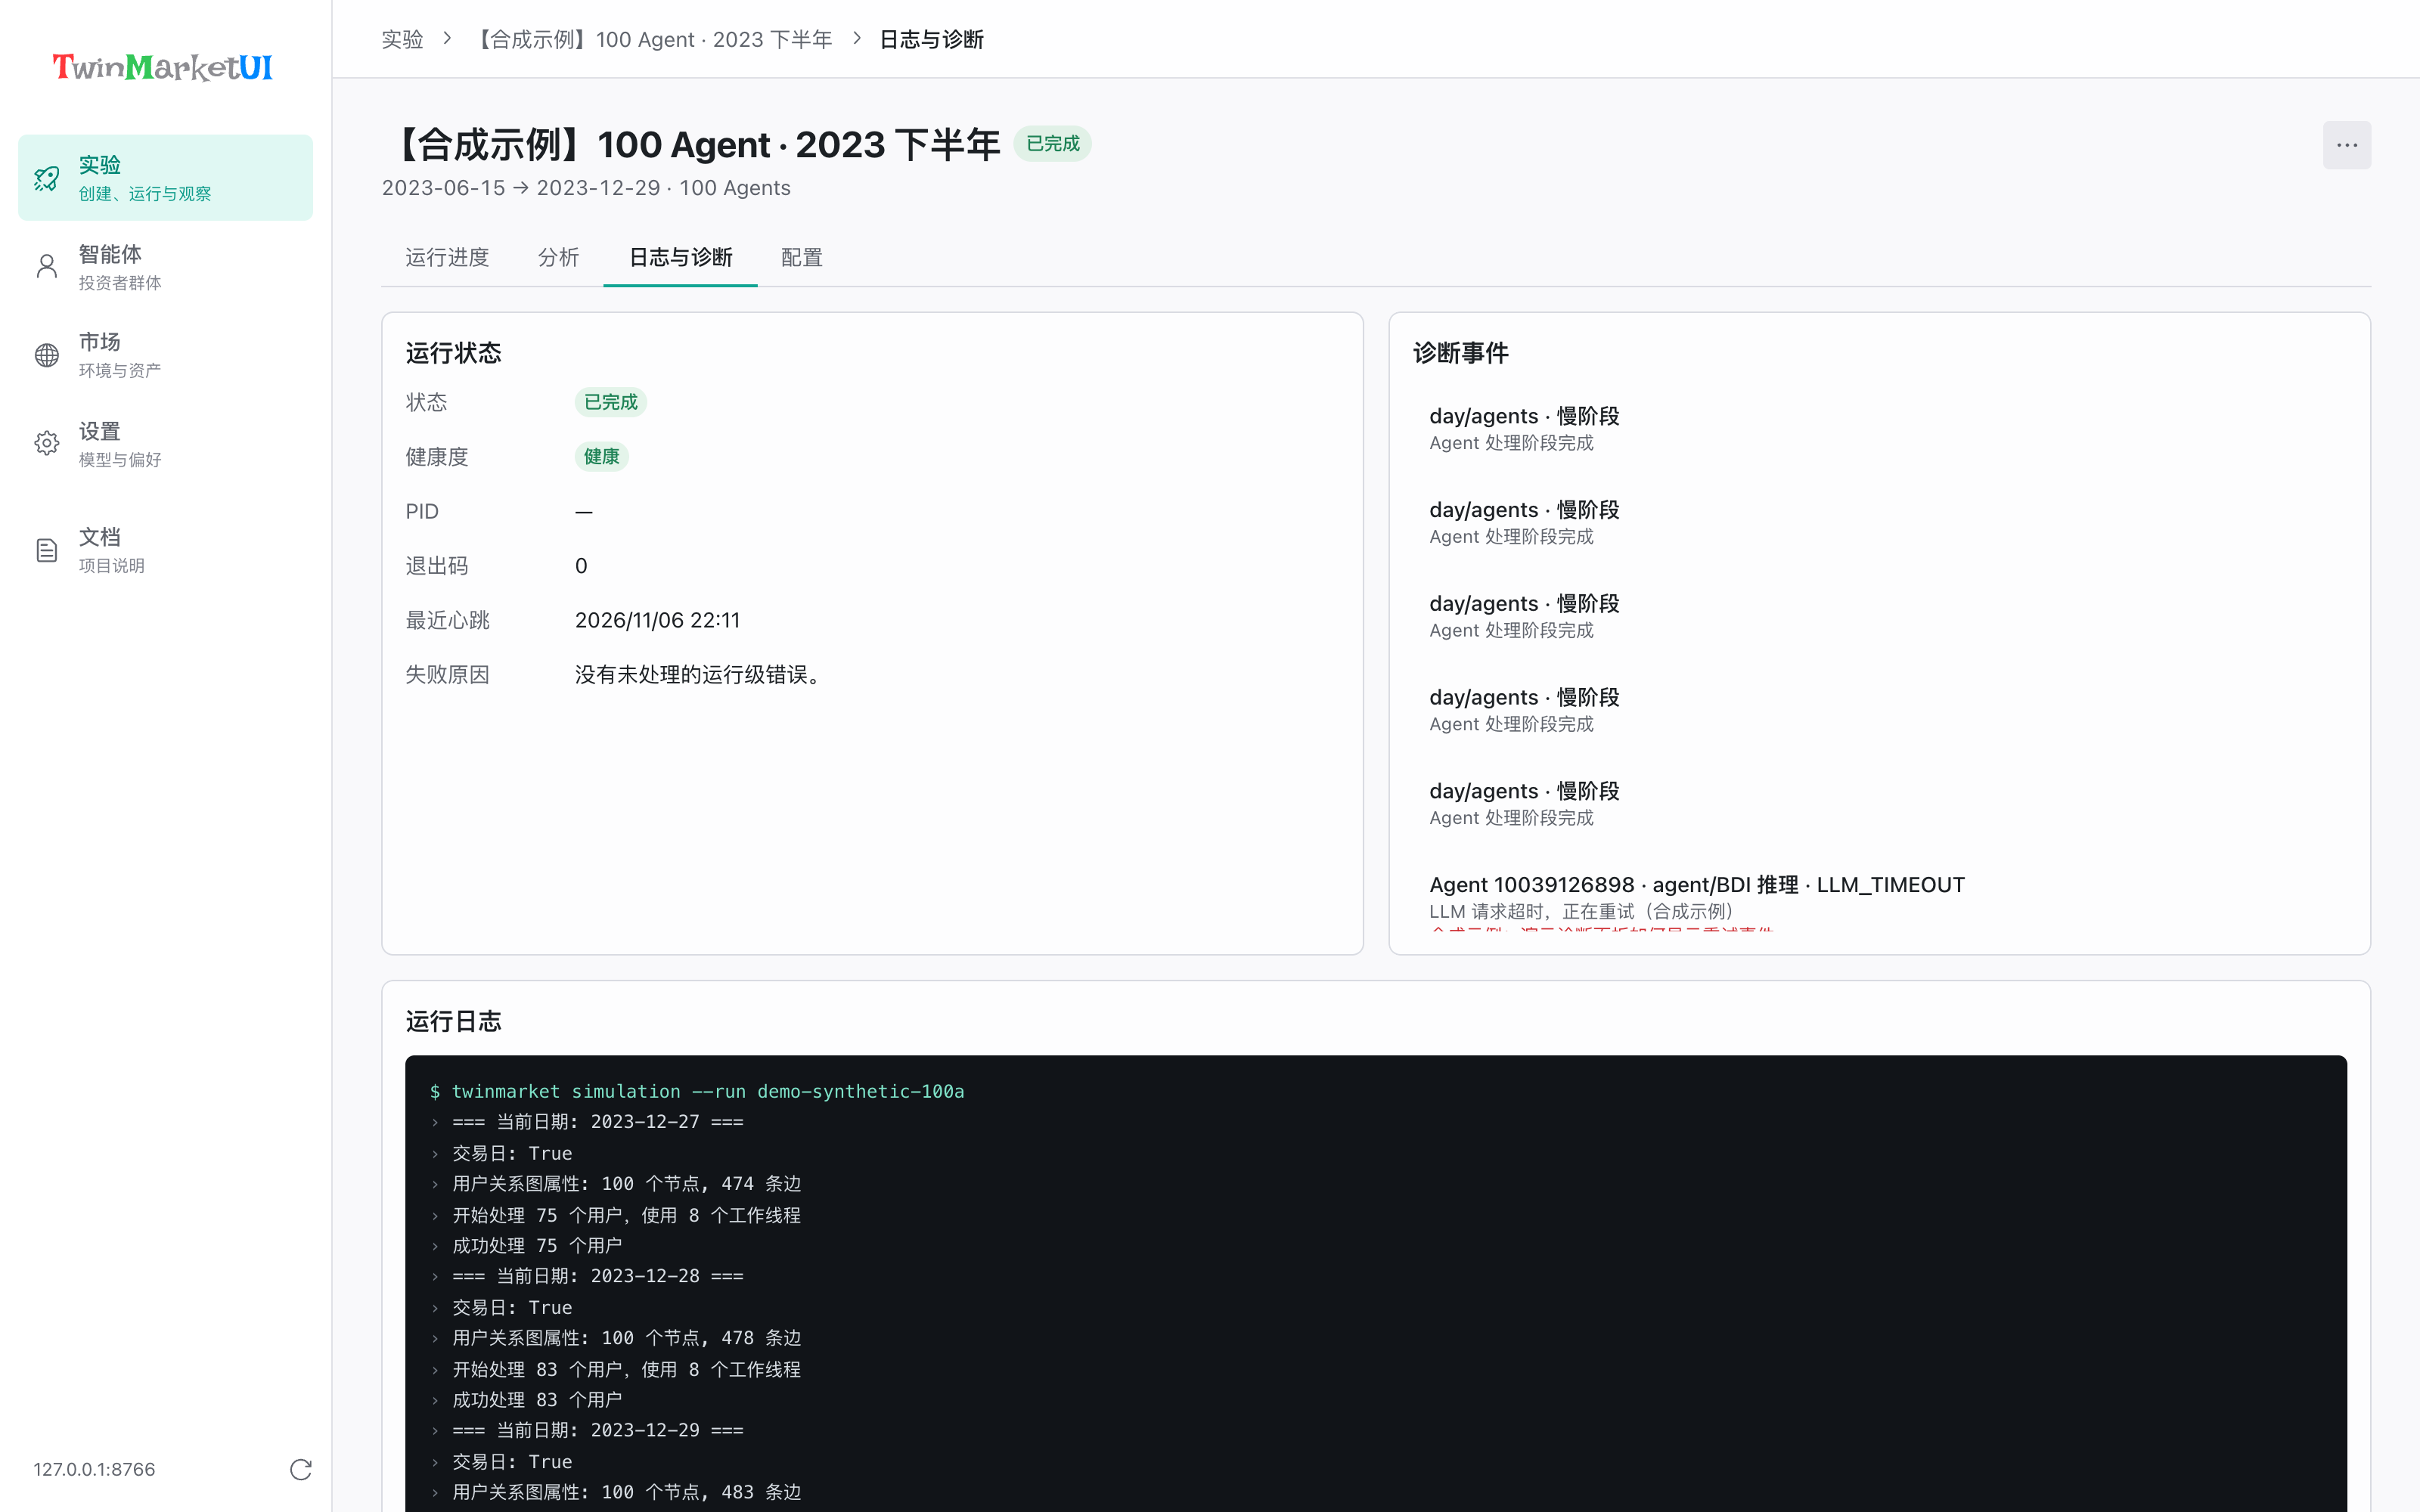 TwinMarketUI
实验
创建、运行与观察
智能体
投资者群体
市场
环境与资产
设置
模型与偏好
文档
项目说明
127.0.0.1:8766
实验 > 【合成示例】100 Agent · 2023 下半年 > 日志与诊断
【合成示例】100 Agent · 2023 下半年 已完成
...
2023-06-15 → 2023-12-29 · 100 Agents
运行进度 分析 日志与诊断 配置
运行状态
状态 已完成
健康度 健康
PID —
退出码 0
最近心跳 2026/11/06 22:11
失败原因 没有未处理的运行级错误。
诊断事件
day/agents · 慢阶段
Agent 处理阶段完成
day/agents · 慢阶段
Agent 处理阶段完成
day/agents · 慢阶段
Agent 处理阶段完成
day/agents · 慢阶段
Agent 处理阶段完成
day/agents · 慢阶段
Agent 处理阶段完成
Agent 10039126898 · agent/BDI 推理 · LLM_TIMEOUT
LLM 请求超时，正在重试（合成示例）
运行日志
$ twinmarket simulation --run demo-synthetic-100a
› === 当前日期: 2023-12-27 ===
› 交易日: True
› 用户关系图属性: 100 个节点, 474 条边
› 开始处理 75 个用户，使用 8 个工作线程
› 成功处理 75 个用户
› === 当前日期: 2023-12-28 ===
› 交易日: True
› 用户关系图属性: 100 个节点, 478 条边
› 开始处理 83 个用户，使用 8 个工作线程
› 成功处理 83 个用户
› === 当前日期: 2023-12-29 ===
› 交易日: True
› 用户关系图属性: 100 个节点, 483 条边